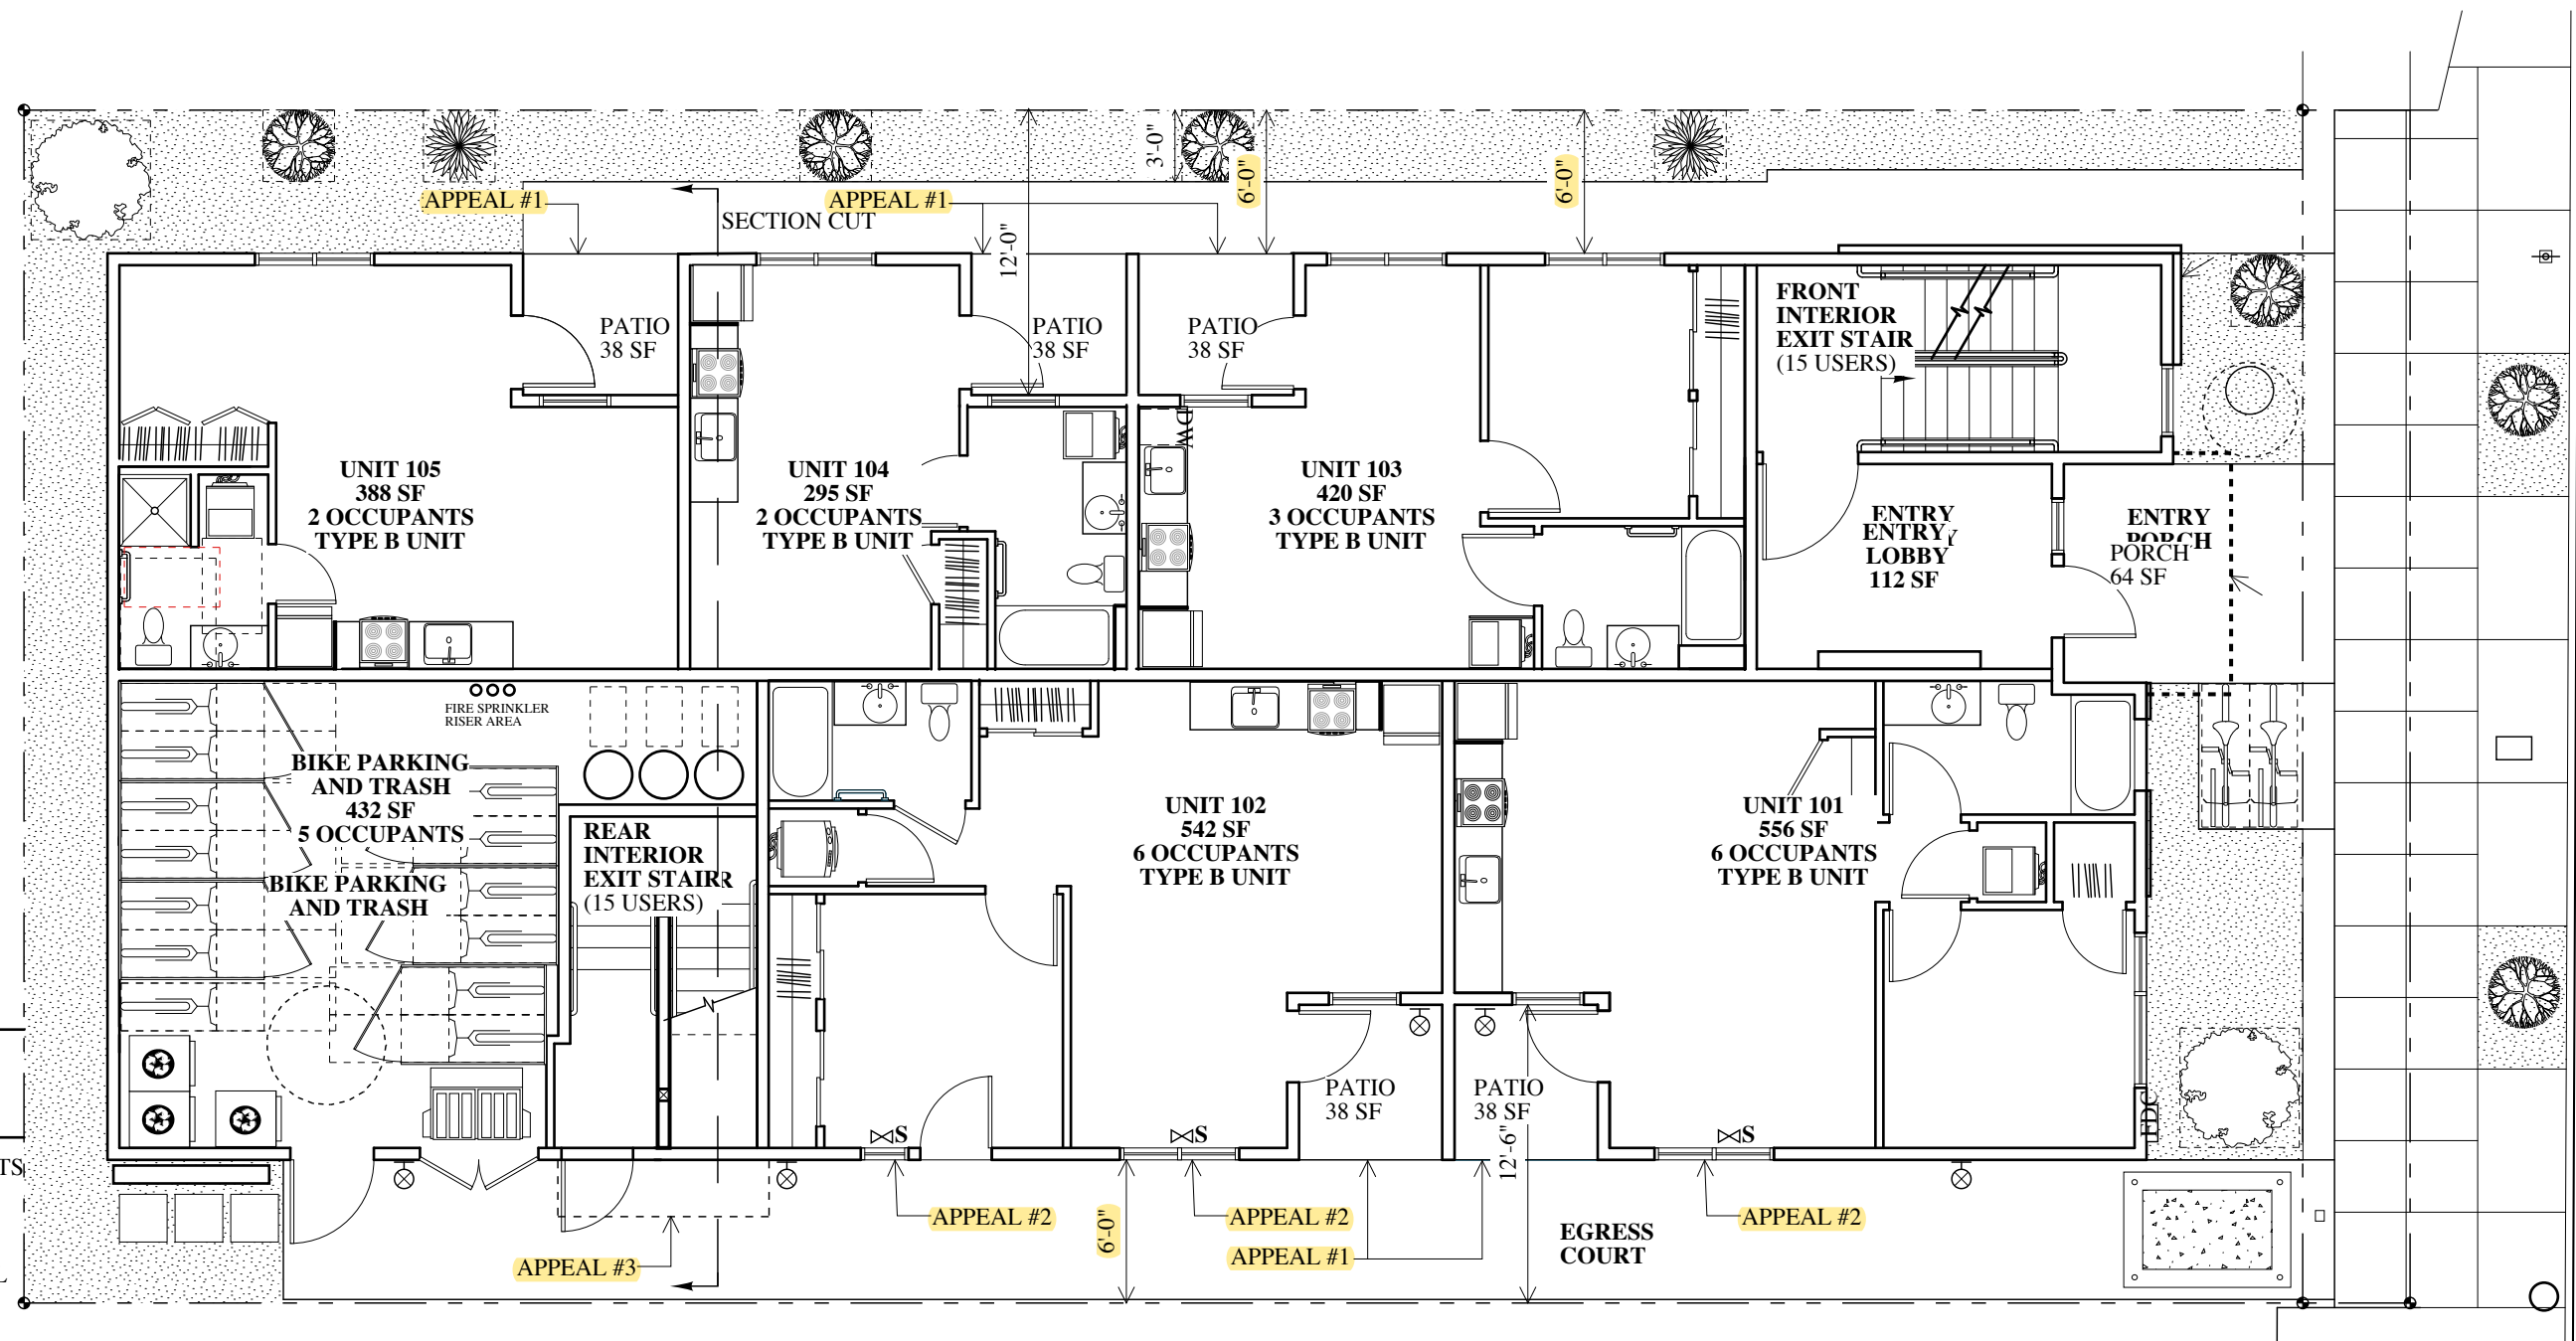 3'-0"
6'-0"
6'-0"
APPEAL #1
APPEAL #1
SECTION CUT
12'-0"
PATIO
38 SF
PATIO
38 SF
PATIO
38 SF
FRONT
INTERIOR
EXIT STAIR
(15 USERS)
DW
UNIT 105
388 SF
2 OCCUPANTS
TYPE B UNIT
UNIT 104
295 SF
2 OCCUPANTS
TYPE B UNIT
UNIT 103
420 SF
3 OCCUPANTS
TYPE B UNIT
ENTRY
ENTRY
LOBBY
112 SF
ENTRY
PORCH
PORCH
64 SF
FIRE SPRINKLER
RISER AREA
BIKE PARKING
AND TRASH
432 SF
5 OCCUPANTS
BIKE PARKING
AND TRASH
REAR
INTERIOR
EXIT STAIR
(15 USERS)
UNIT 102
542 SF
6 OCCUPANTS
TYPE B UNIT
UNIT 101
556 SF
6 OCCUPANTS
TYPE B UNIT
PATIO
38 SF
PATIO
38 SF
S
S
S
FDC
12'-6"
TS
APPEAL #2
6'-0"
APPEAL #2
APPEAL #1
APPEAL #2
APPEAL #3
EGRESS
COURT